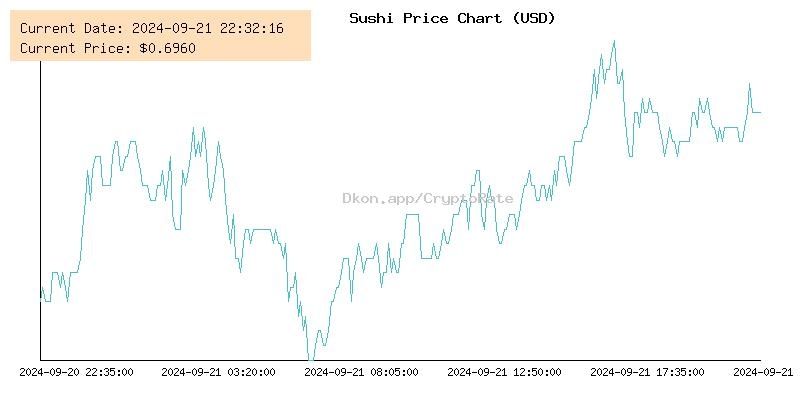 Sushi Price Chart (USD)
Current Date: 2024-09-21 22:32:16
Current Price: $0.6960
Dkon.app/CryptoRate
2024-09-20 22:35:00 2024-09-21 03:20:00 2024-09-21 08:05:00 2024-09-21 12:50:00 2024-09-21 17:35:00 2024-09-21